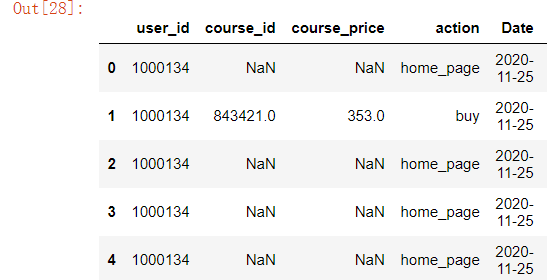 Out[28]:
user_id course_id course_price action Date
0 1000134 NaN NaN home_page 2020-
11-25
1 1000134 843421.0 353.0 buy 2020-
11-25
2 1000134 NaN NaN home_page 2020-
11-25
3 1000134 NaN NaN home_page 2020-
11-25
4 1000134 NaN NaN home_page 2020-
11-25